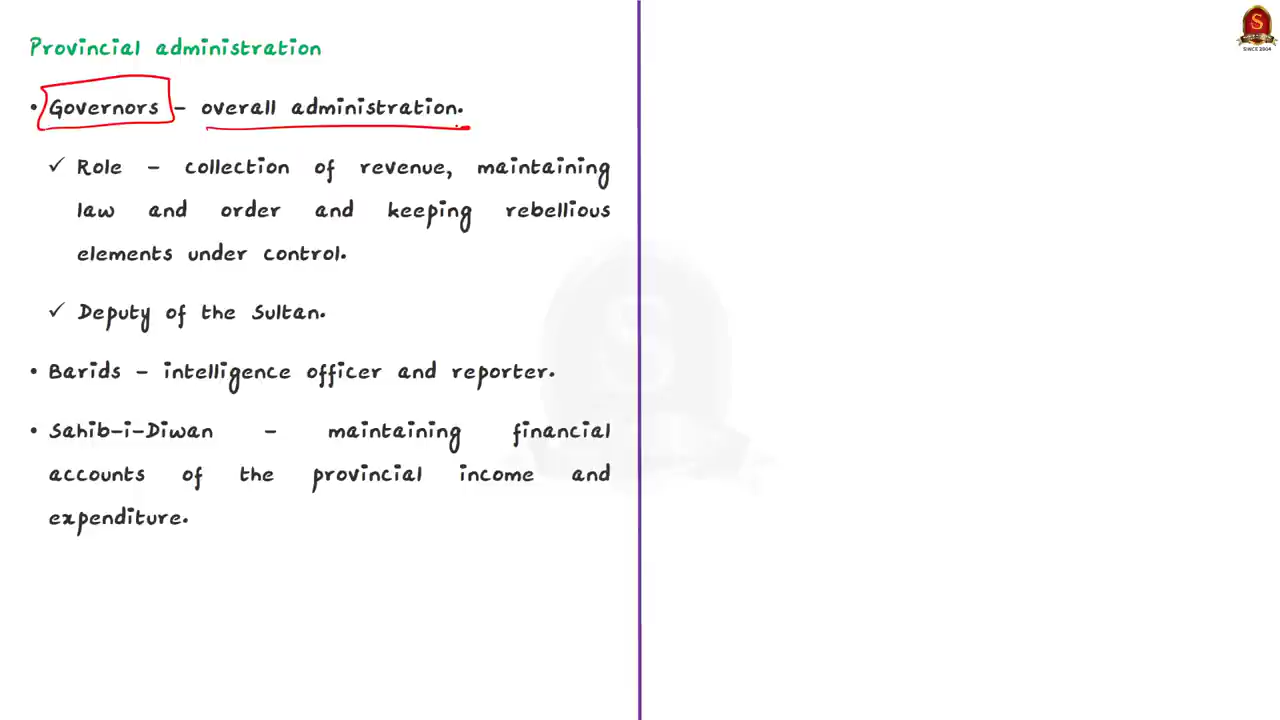 Provincial administration
• Governors - overall administration.
✓ Role - collection of revenue, maintaining
law and order and keeping rebellious
elements under control.
✓ Deputy of the Sultan.
• Barids - intelligence officer and reporter.
• Sahib-i-Diwan - maintaining financial
accounts of the provincial income and
expenditure.
S
SINCE 2004